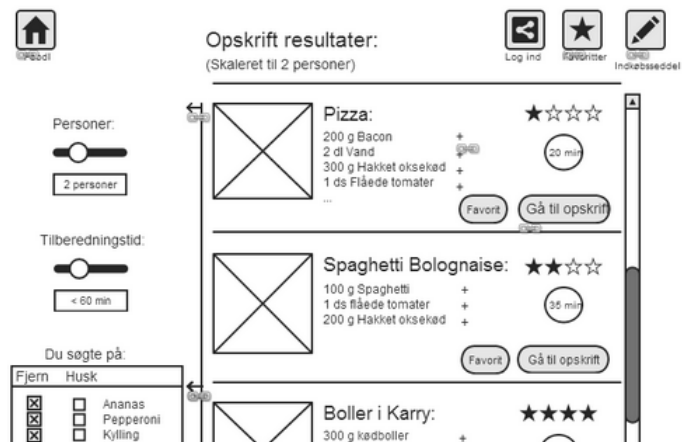 Opskrift resultater:
(Skaleret til 2 personer)
Log ind
Favoritter
Indkøbsseddel
Personer:
2 personer
Tilberedningstid:
< 60 min
Du søgte på:
Fjern Husk
Ananas
Pepperoni
Kylling
Pizza:
200 g Bacon +
2 dl Vand +
300 g Hakket oksekød +
1 ds Flåede tomater +
...
20 min
Favorit
Gå til opskrift
Spaghetti Bolognaise:
100 g Spaghetti +
1 ds flåede tomater +
200 g Hakket oksekød +
35 min
Favorit
Gå til opskrift
Boller i Karry:
300 g kødboller +